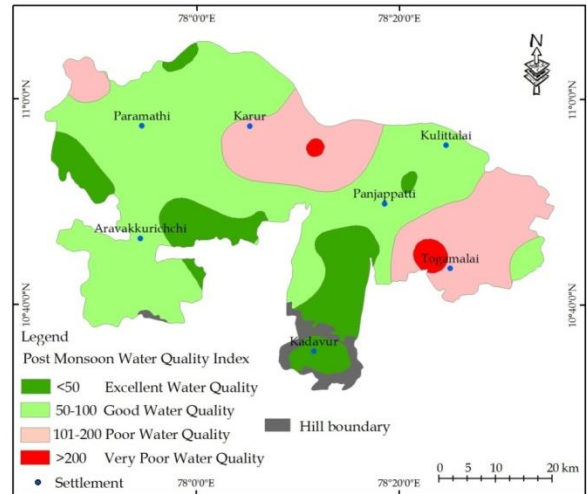 78°0'0"E 78°20'0"E
N
11°0'0"N 11°0'0"N
Paramathi Karur Kulittalai
Panjappatti
Aravakkurichchi
Togamalai
10°40'0"N 10°40'0"N
Kadavur
Legend
Post Monsoon Water Quality Index
<50 Excellent Water Quality
50-100 Good Water Quality
101-200 Poor Water Quality
>200 Very Poor Water Quality
Settlement
Hill boundary
0 5 10 20 km
78°0'0"E 78°20'0"E